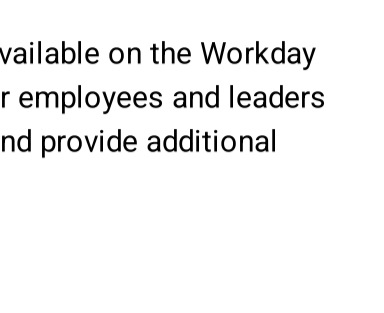 vailable on the Workday
r employees and leaders
nd provide additional